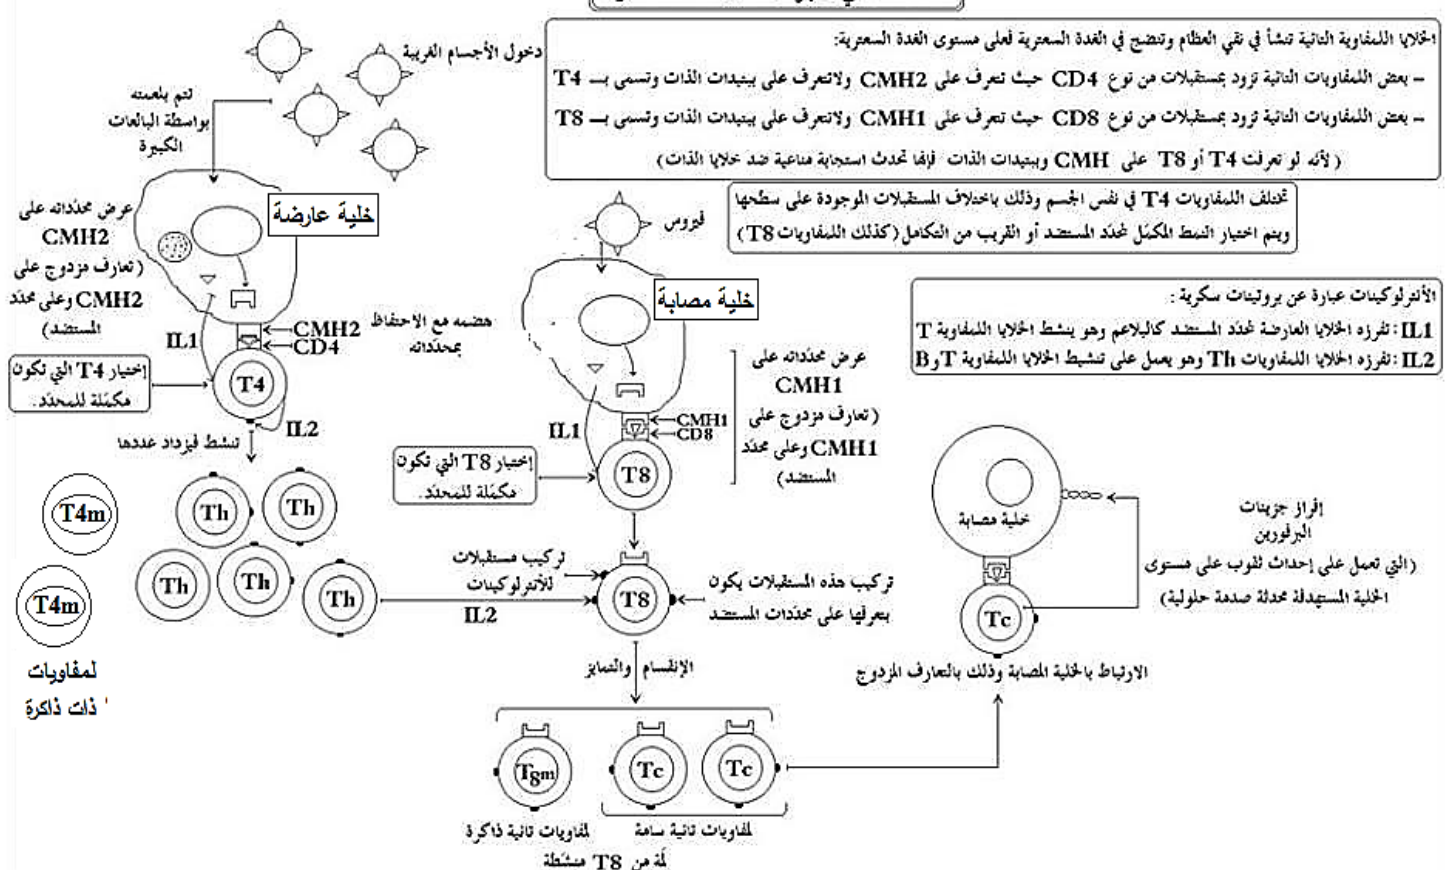 الخلايا اللمفاوية التائية تنشأ في نقي العظام وتنضج في الغدة السعترية فعلى مستوى الغدة السعترية:
– بعض اللمفاويات التائية تزود بمستقبلات من نوع CD4 حيث تتعرف على CMH2 ولاتتعرف على ببتيدات الذات وتسمى بـــ T4
– بعض اللمفاويات التائية تزود بمستقبلات من نوع CD8 حيث تتعرف على CMH1 ولاتتعرف على ببتيدات الذات وتسمى بـــ T8
( لأنه لو تعرفت T4 أو T8 على CMH وببتيدات الذات فإنها تحدث استجابة مناعية ضد خلايا الذات)
دخول الأجسام الغريبة
تتم بلعمته
بواسطة البالعات
الكبيرة
تختلف اللمفاويات T4 في نفس الجسم وذلك باختلاف المستقبلات الموجودة على سطحها
ويتم اختيار النمط المكمل لمحدد المستضد أو القريب من التكامل(كذلك اللمفاويات T8)
خلية عارضة
عرض محدداته على
CMH2
(تعارف مزدوج على
CMH2 وعلى محدد
المستضد)
فيروس
خلية مصابة
الأنترلوكينات عبارة عن بروتينات سكرية :
IL1: تفرزه الخلايا العارضة لمحدد المستضد كالبلاعم وهو ينشط الخلايا اللمفاوية T
IL2: تفرزه الخلايا اللمفاويات Th وهو يعمل على تنشيط الخلايا اللمفاوية T و B
هضمه مع الاحتفاظ
بمحدداته
IL1
CMH2
CD4
T4
إختيار T4 التي تكون
مكملة للمحدد.
IL2
تنشط فيزداد عددها
عرض محدداته على
CMH1
(تعارف مزدوج على
CMH1 وعلى محدد
المستضد)
IL1
CMH1
CD8
T8
إختيار T8 التي تكون
مكملة للمحدد.
خلية مصابة
إفراز جزيئات
البرفورين
(التي تعمل على إحداث ثقوب على مستوى
الخلية المستهدفة محدثة صدمة حلولية)
T4m
T4m
لمفاويات
ذات ذاكرة
Th
Th
Th
Th
Th
IL2
تركيب مستقبلات
للأنترلوكينات
T8
تركيب هذه المستقبلات يكون
بتعرفها على محددات المستضد
Tc
الارتباط بالخلية المصابة وذلك بالتعارف المزدوج
الإنقسام والتمايز
T8m
Tc
Tc
لمفاويات تائية ذاكرة
لمفاويات تائية سامة
لمة من T8 منشطة